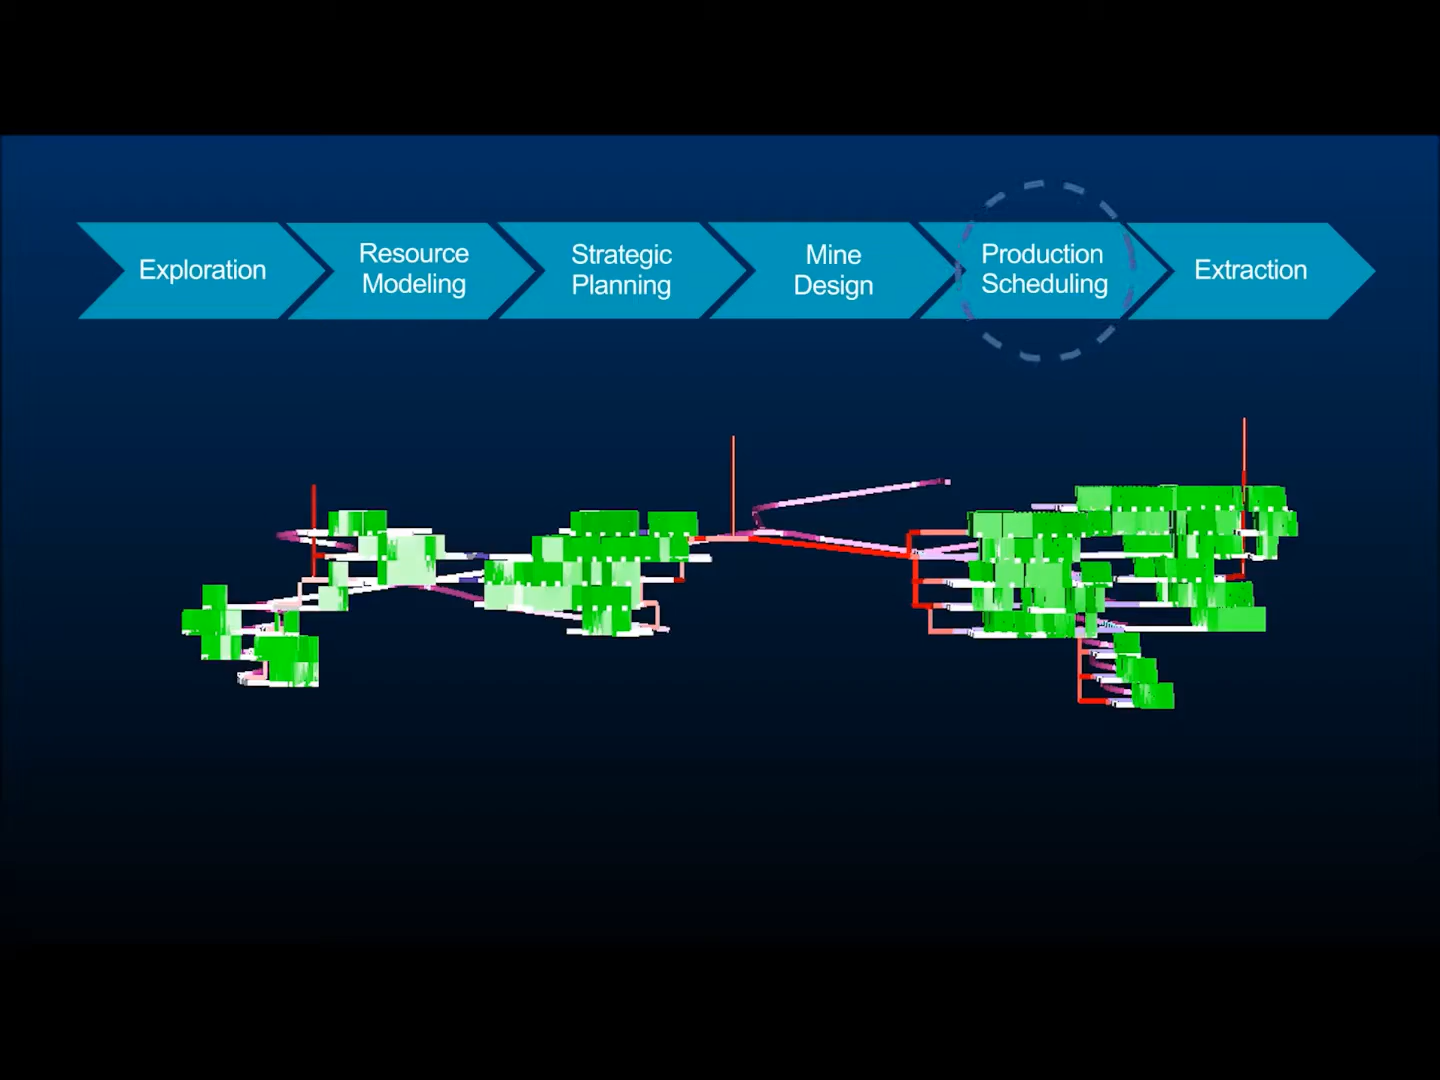 Exploration
Resource
Modeling
Strategic
Planning
Mine
Design
Production
Scheduling
Extraction